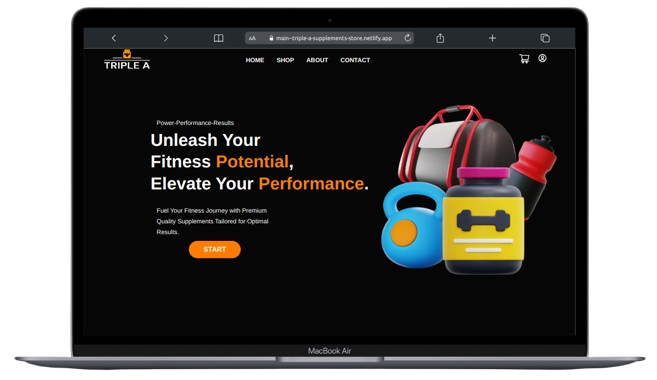 AA main--triple-a-supplements-store.netlify.app
TRIPLE A
HOME SHOP ABOUT CONTACT
Power-Performance-Results
Unleash Your
Fitness Potential,
Elevate Your Performance.
Fuel Your Fitness Journey with Premium
Quality Supplements Tailored for Optimal
Results.
START
MacBook Air